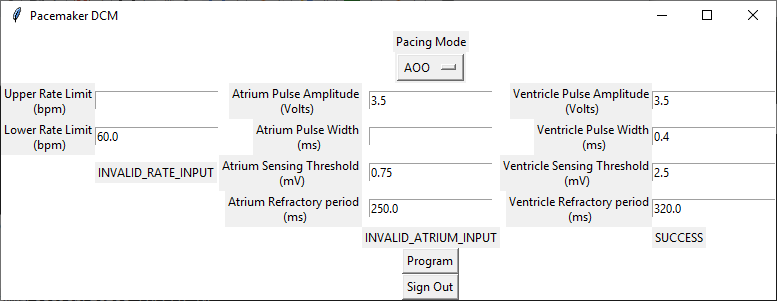 Pacemaker DCM
Pacing Mode
AOO
Upper Rate Limit
(bpm)
Atrium Pulse Amplitude
(Volts)
3.5
Ventricle Pulse Amplitude
(Volts)
3.5
Lower Rate Limit
(bpm)
60.0
Atrium Pulse Width
(ms)
Ventricle Pulse Width
(ms)
0.4
INVALID_RATE_INPUT
Atrium Sensing Threshold
(mV)
0.75
Ventricle Sensing Threshold
(mV)
2.5
Atrium Refractory period
(ms)
250.0
Ventricle Refractory period
(ms)
320.0
INVALID_ATRIUM_INPUT
SUCCESS
Program
Sign Out